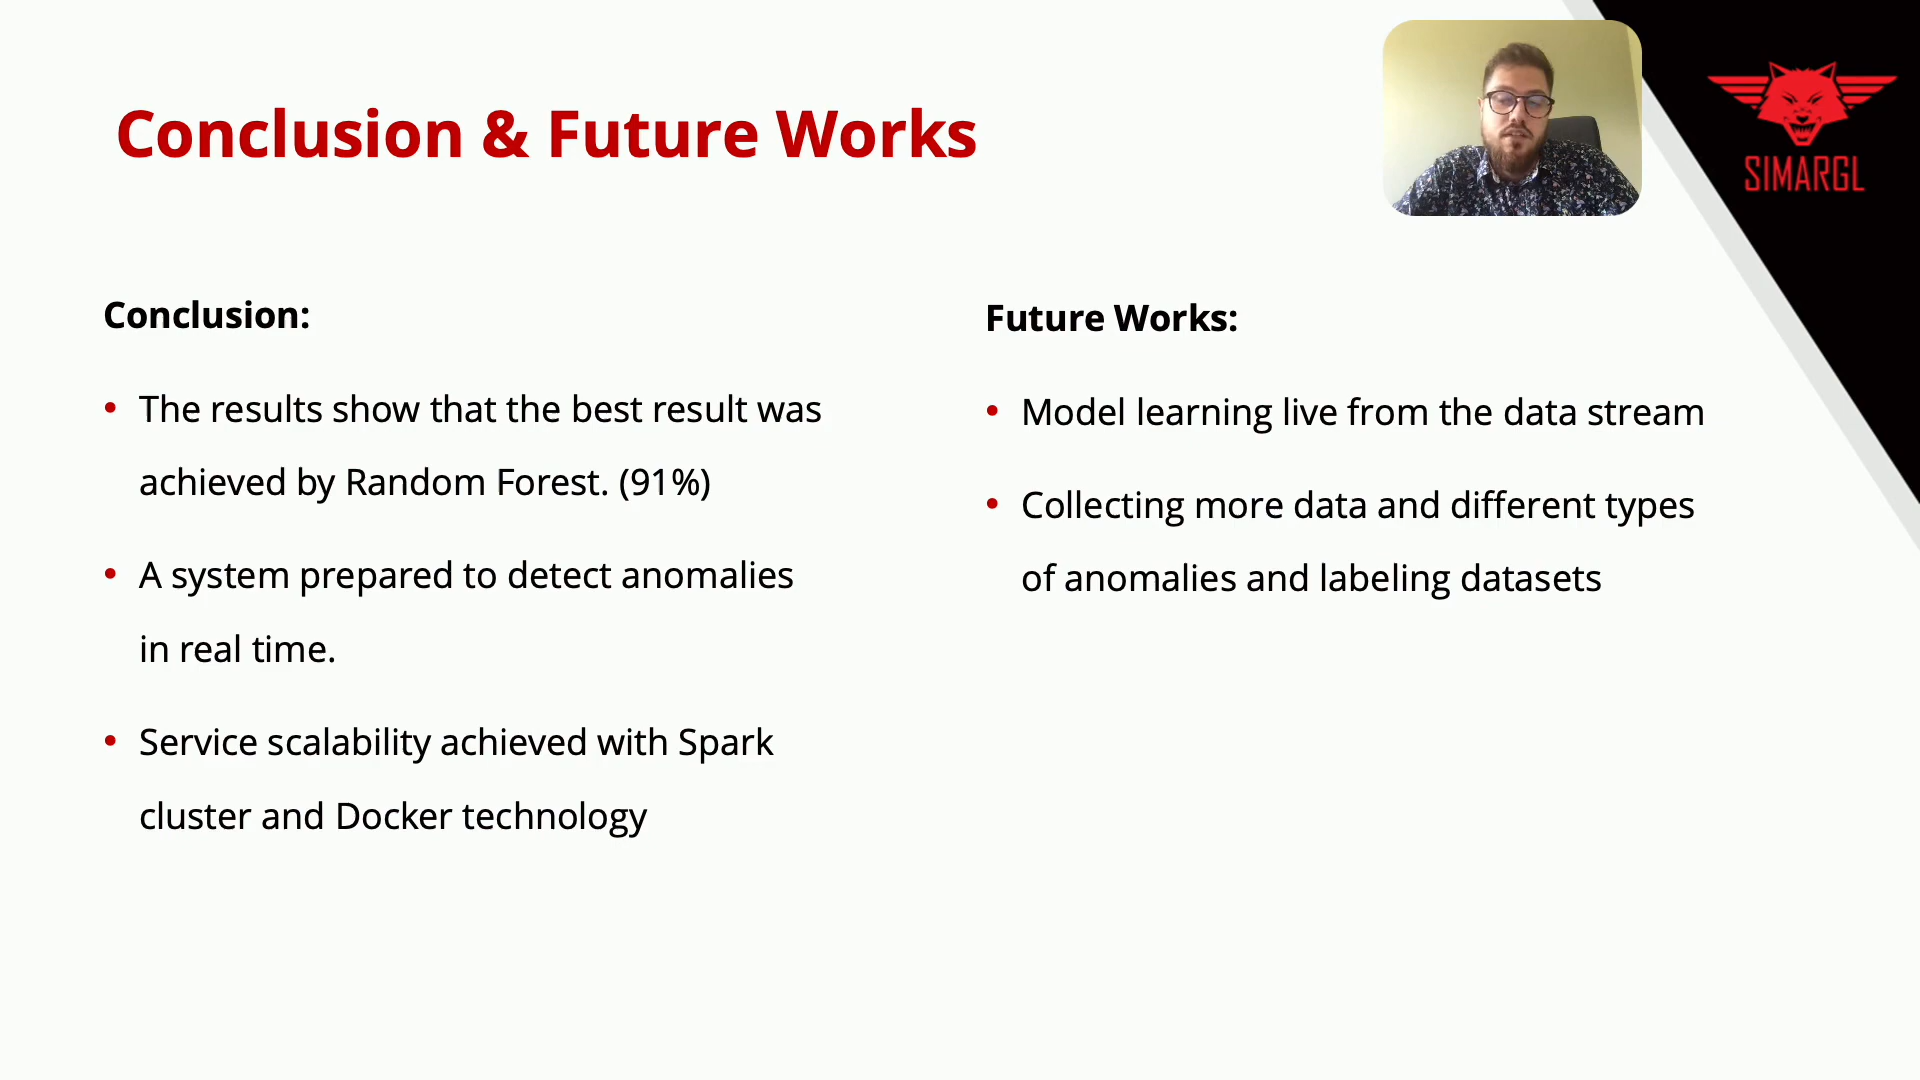 Conclusion & Future Works
SIMARGL
Conclusion:
• The results show that the best result was
achieved by Random Forest. (91%)
• A system prepared to detect anomalies
in real time.
• Service scalability achieved with Spark
cluster and Docker technology
Future Works:
• Model learning live from the data stream
• Collecting more data and different types
of anomalies and labeling datasets